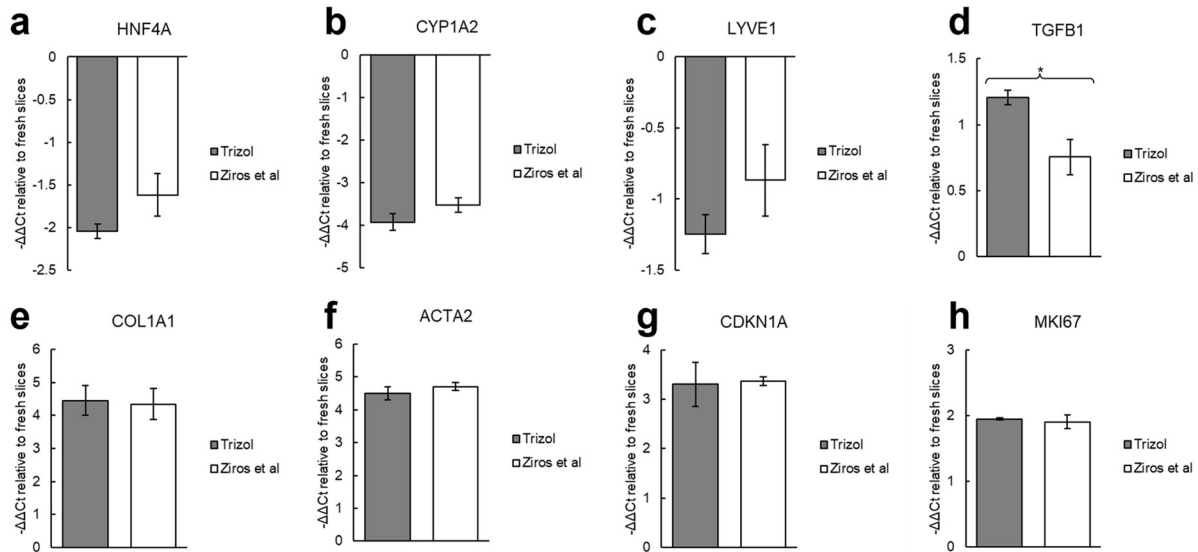 a
HNF4A
-ΔΔCt relative to fresh slices
0
-0.5
-1
-1.5
-2
-2.5
Trizol
Ziros et al
b
CYP1A2
-ΔΔCt relative to fresh slices
0
-1
-2
-3
-4
-5
Trizol
Ziros et al
c
LYVE1
-ΔΔCt relative to fresh slices
0
-0.5
-1
-1.5
Trizol
Ziros et al
d
TGFB1
-ΔΔCt relative to fresh slices
1.5
1
0.5
0
*
Trizol
Ziros et al
e
COL1A1
-ΔΔCt relative to fresh slices
6
5
4
3
2
1
0
Trizol
Ziros et al
f
ACTA2
-ΔΔCt relative to fresh slices
6
5
4
3
2
1
0
Trizol
Ziros et al
g
CDKN1A
-ΔΔCt relative to fresh slices
4
3
2
1
0
Trizol
Ziros et al
h
MKI67
-ΔΔCt relative to fresh slices
3
2
1
0
Trizol
Ziros et al